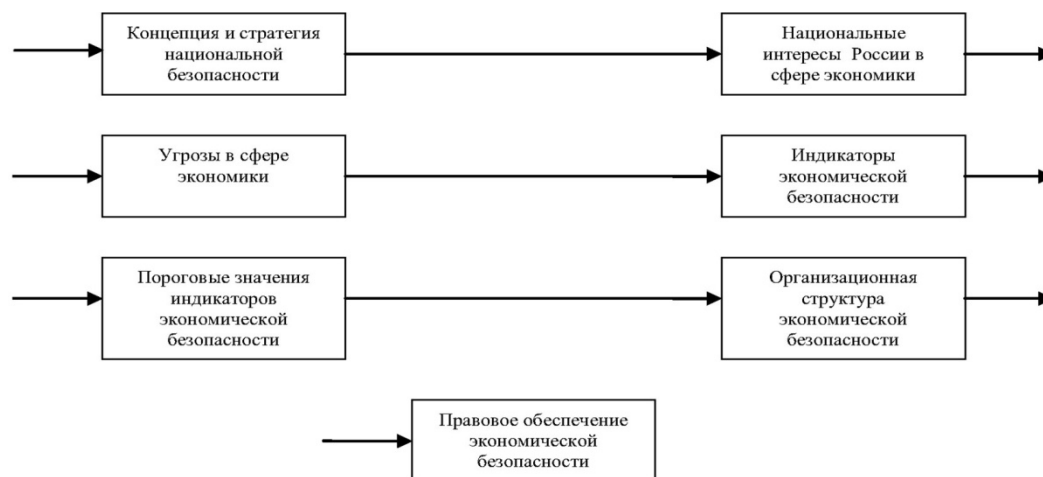 Концепция и стратегия
национальной
безопасности
Национальные
интересы России в
сфере экономики
Угрозы в сфере
экономики
Индикаторы
экономической
безопасности
Пороговые значения
индикаторов
экономической
безопасности
Организационная
структура
экономической
безопасности
Правовое обеспечение
экономической
безопасности